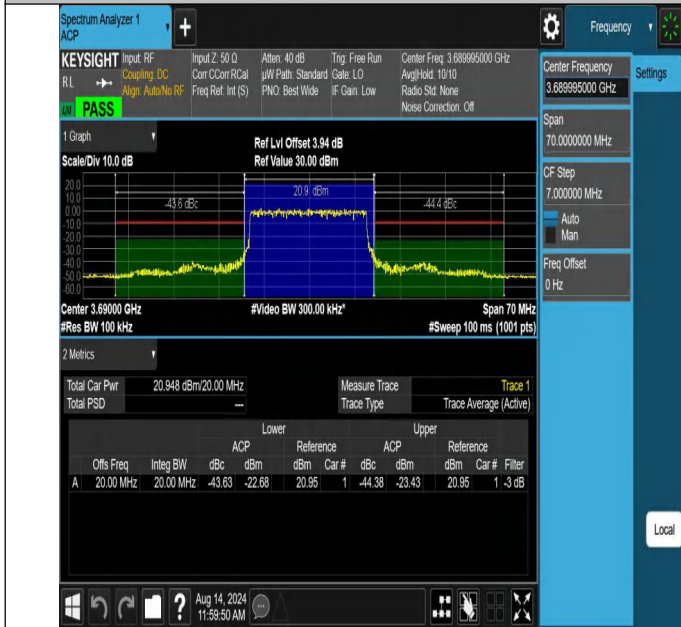 Spectrum Analyzer 1
ACP
+
Frequency
KEYSIGHT
RL
LXI
PASS
Input: RF
Coupling: DC
Align: Auto/No RF
Input Z: 50 Ω
Corr CCorr RCal
Freq Ref: Int (S)
Atten: 40 dB
µW Path: Standard
PNO: Best Wide
Trig: Free Run
Gate: LO
IF Gain: Low
Center Freq: 3.689995000 GHz
Avg|Hold: 10/10
Radio Std: None
Noise Correction: Off
Center Frequency
3.689995000 GHz
Settings
Span
70.0000000 MHz
CF Step
7.000000 MHz
Auto
Man
Freq Offset
0 Hz
1 Graph
Scale/Div 10.0 dB
Ref Lvl Offset 3.94 dB
Ref Value 30.00 dBm
20.0
10.0
0.00
-10.0
-20.0
-30.0
-40.0
-50.0
-60.0
-43.6 dBc
20.9 dBm
-44.4 dBc
Center 3.69000 GHz
#Video BW 300.00 kHz*
Span 70 MHz
#Res BW 100 kHz
#Sweep 100 ms (1001 pts)
2 Metrics
Total Car Pwr 20.948 dBm/20.00 MHz
Total PSD ---
Measure Trace Trace 1
Trace Type Trace Average (Active)
Lower Upper
ACP Reference ACP Reference
Offs Freq Integ BW dBc dBm dBm Car # dBc dBm dBm Car # Filter
A 20.00 MHz 20.00 MHz -43.63 -22.68 20.95 1 -44.38 -23.43 20.95 1 -3 dB
Local
?
Aug 14, 2024
11:59:50 AM